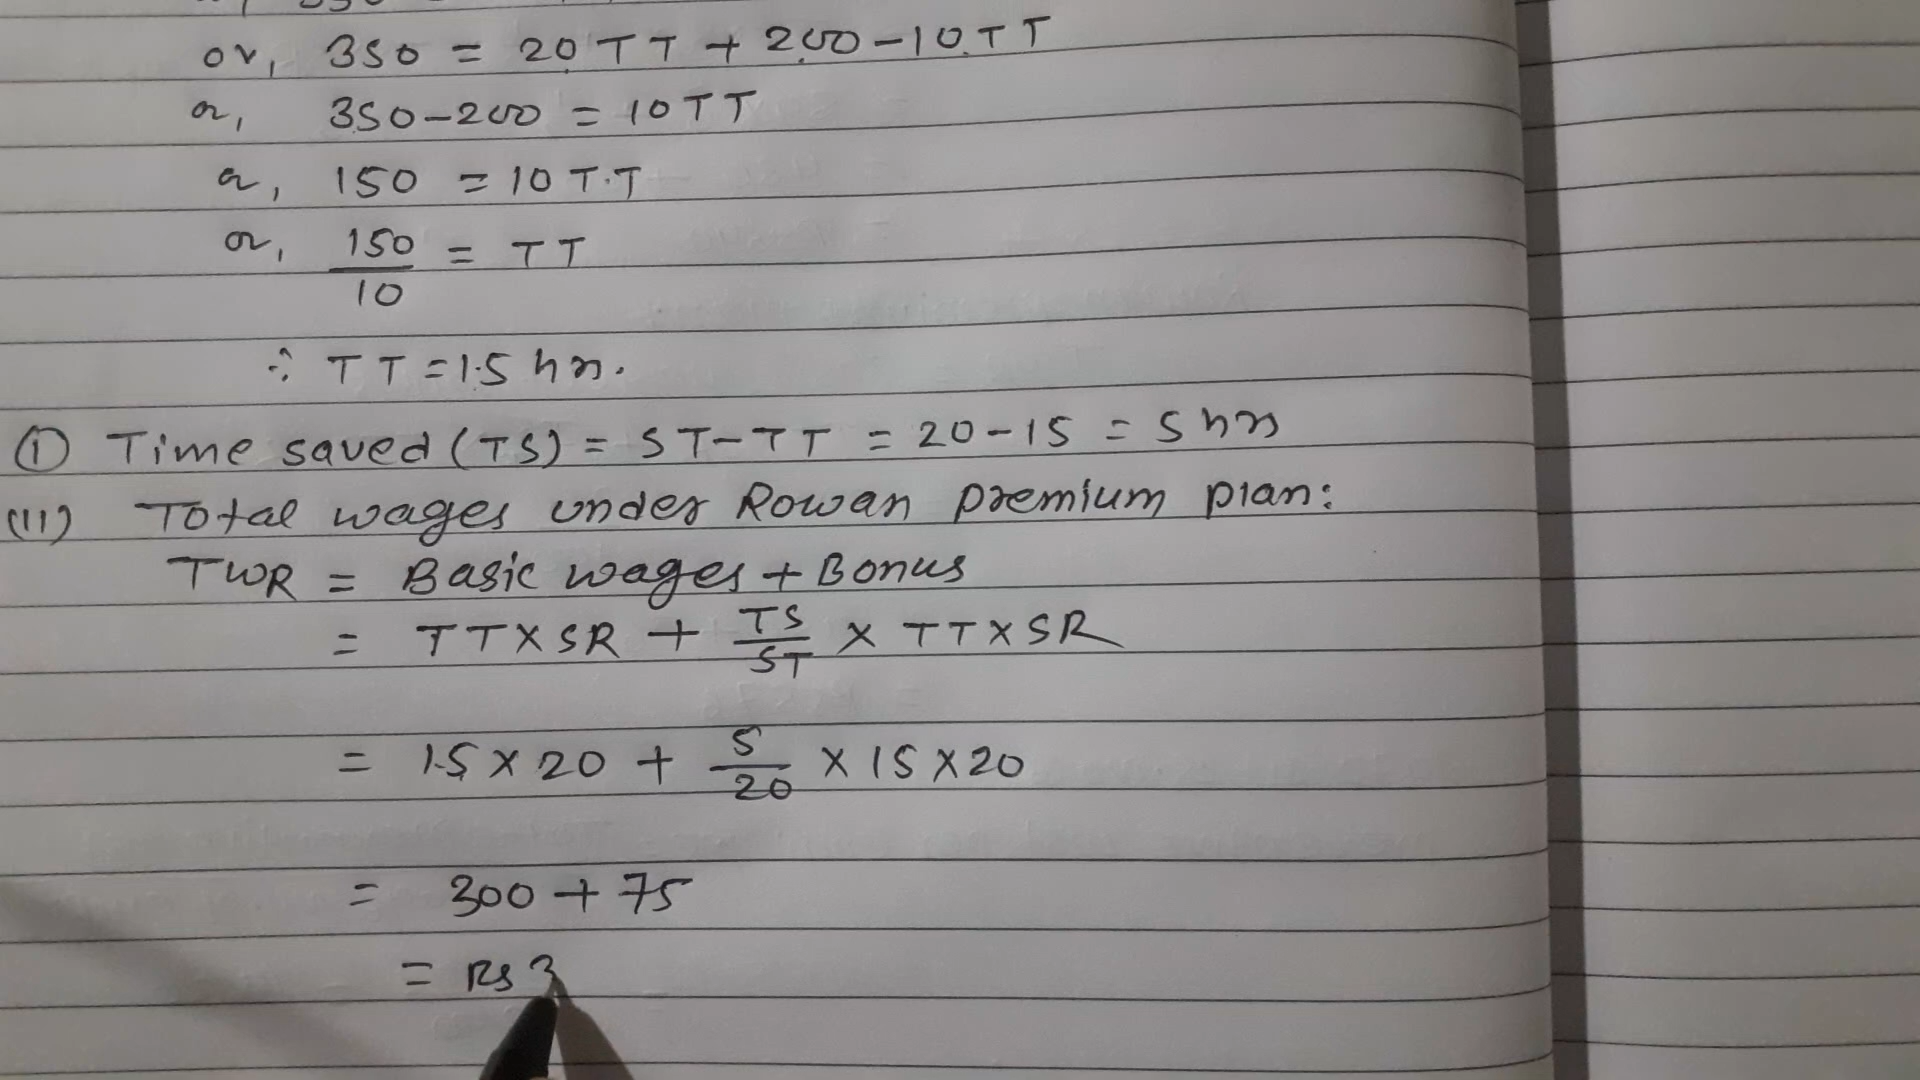 or, 350 = 20 TT + 200 - 10 TT
or, 350 - 200 = 10 TT
or, 150 = 10 T.T
or, 150/10 = TT
∴ TT = 15 hrs.
(i) Time saved (TS) = ST - TT = 20 - 15 = 5 hrs
(ii) Total wages under Rowan premium plan:
TWR = Basic wages + Bonus
= TT X SR + TS/ST X TT X SR
= 15 X 20 + 5/20 X 15 X 20
= 300 + 75
= Rs 3